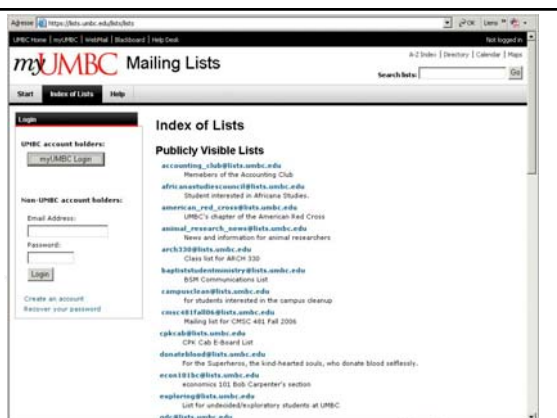 Adresse https://lists.umbc.edu/lists/lists OK Liens
UMBC Home | myUMBC | WebMail | Blackboard | Help Desk Not logged in
myUMBC Mailing Lists
A-Z Index | Directory | Calendar | Maps
Search lists: Go
Start Index of Lists Help
Login
UMBC account holders:
myUMBC Login
Non-UMBC account holders:
Email Address:
Password:
Login
Create an account
Recover your password
Index of Lists
Publicly Visible Lists
accounting_club@lists.umbc.edu
Memebers of the Accounting Club
africanastudiescouncil@lists.umbc.edu
Student interested in Africana Studies.
american_red_cross@lists.umbc.edu
UMBC's chapter of the American Red Cross
animal_research_news@lists.umbc.edu
News and information for animal researchers
arch330@lists.umbc.edu
Class list for ARCH 330
baptiststudentministry@lists.umbc.edu
BSM Communications List
campusclean@lists.umbc.edu
for students interested in the campus cleanup
cmsc481fall06@lists.umbc.edu
Mailing list for CMSC 481 Fall 2006
cpkcab@lists.umbc.edu
CPK Cab E-Board List
donateblood@lists.umbc.edu
For the Superheros, the kind-hearted souls, who donate blood selflessly.
econ101bc@lists.umbc.edu
economics 101 Bob Carpenter's section
exploring@lists.umbc.edu
List for undecided/exploratory students at UMBC